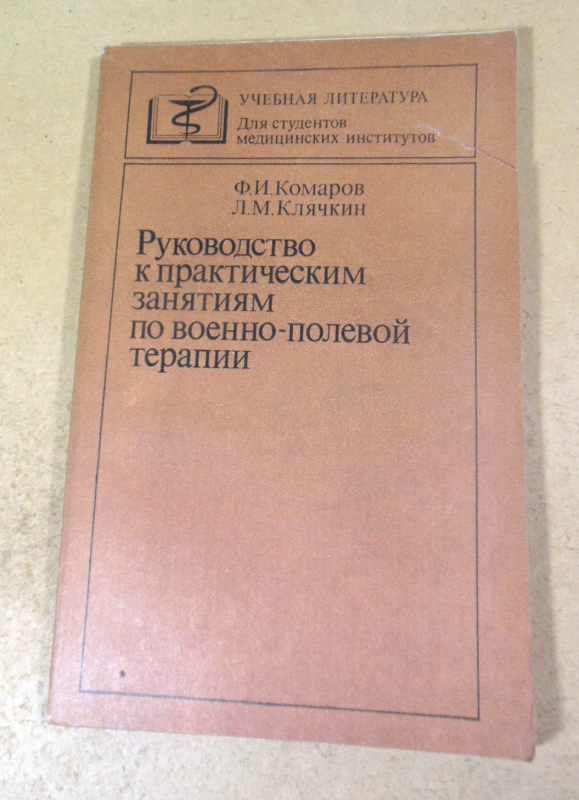 УЧЕБНАЯ ЛИТЕРАТУРА
Для студентов
медицинских институтов
Ф.И.Комаров
Л.М.Клячкин
Руководство
к практическим
занятиям
по военно-полевой
терапии